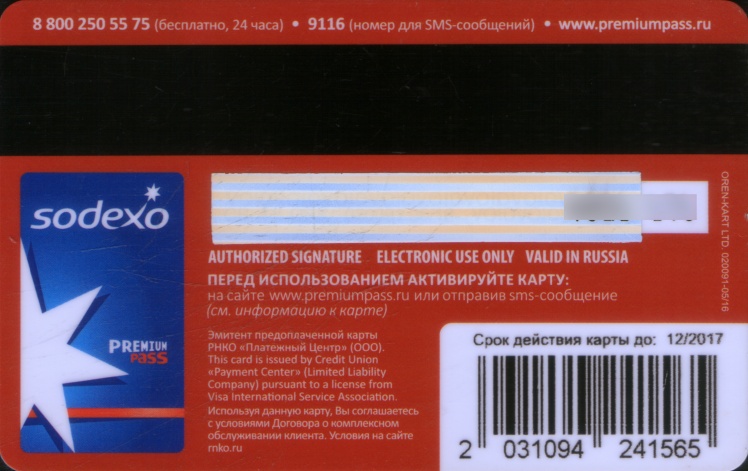 8 800 250 55 75 (бесплатно, 24 часа) • 9116 (номер для SMS-сообщений) • www.premiumpass.ru
sodexo
PREMIUM
PASS
AUTHORIZED SIGNATURE ELECTRONIC USE ONLY VALID IN RUSSIA
ПЕРЕД ИСПОЛЬЗОВАНИЕМ АКТИВИРУЙТЕ КАРТУ:
на сайте www.premiumpass.ru или отправив sms-сообщение
(см. информацию к карте)
Эмитент предоплаченной карты
РНКО «Платежный Центр» (ООО).
This card is issued by Credit Union
«Payment Center» (Limited Liability
Company) pursuant to a license from
Visa International Service Association.
Используя данную карту, Вы соглашаетесь
с условиями Договора о комплексном
обслуживании клиента. Условия на сайте
rnko.ru
Срок действия карты до: 12/2017
2 031094 241565
OREN-KART LTD. 020091-05/16